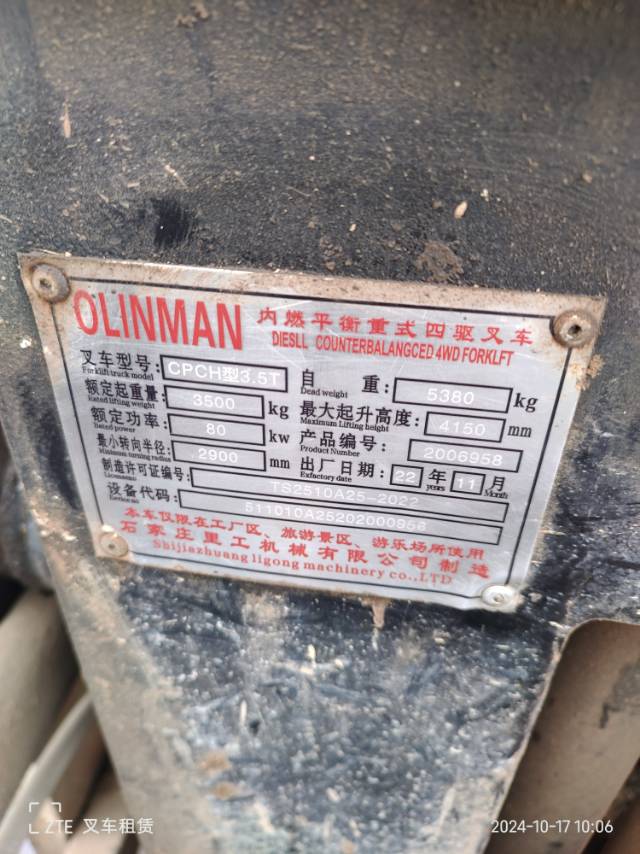 OLINMAN 内燃平衡重式四驱叉车
DIESLL COUNTERBALANGCED 4WD FORKLFT
叉车型号: CPCH型3.5T 自 重: 5380 kg
Forklift truck model Dead weight
额定起重量: 3500 kg 最大起升高度: 4150 mm
Rated lifting weight Maximum Lifting height
额定功率: 80 kw 产品编号: 2006958
Rated power Product Number
最小转向半径: 2900 mm 出厂日期: 22 年 11 月
Minimum turning radius Exfactory date years Month
制造许可证编号: TS2510A25-2022
设备代码: 511010A25202000958
本车仅限在工厂区、旅游景区、游乐场所使用
石家庄里工机械有限公司制造
Shijiazhuang ligong machinery co.,LTD
ZTE 叉车租赁
2024-10-17 10:06